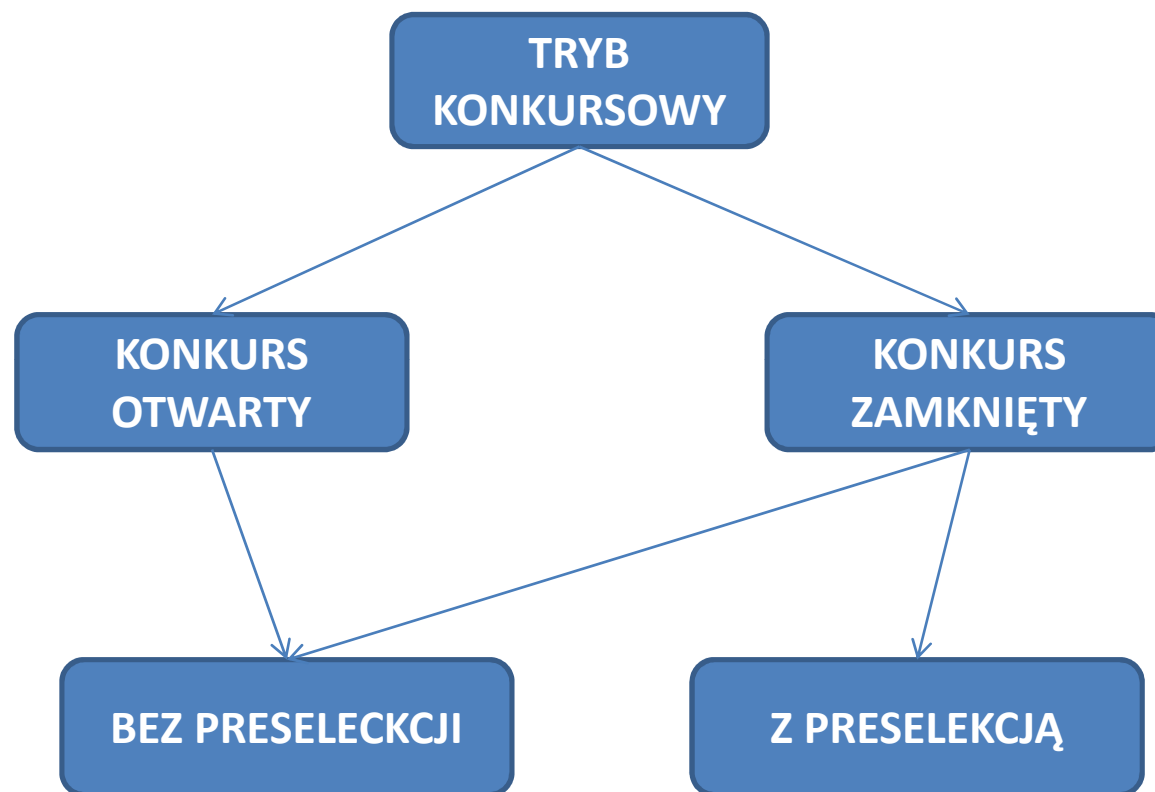 TRYB
KONKURSOWY
KONKURS
OTWARTY
KONKURS
ZAMKNIĘTY
BEZ PRESELECKCJI
Z PRESELEKCJĄ